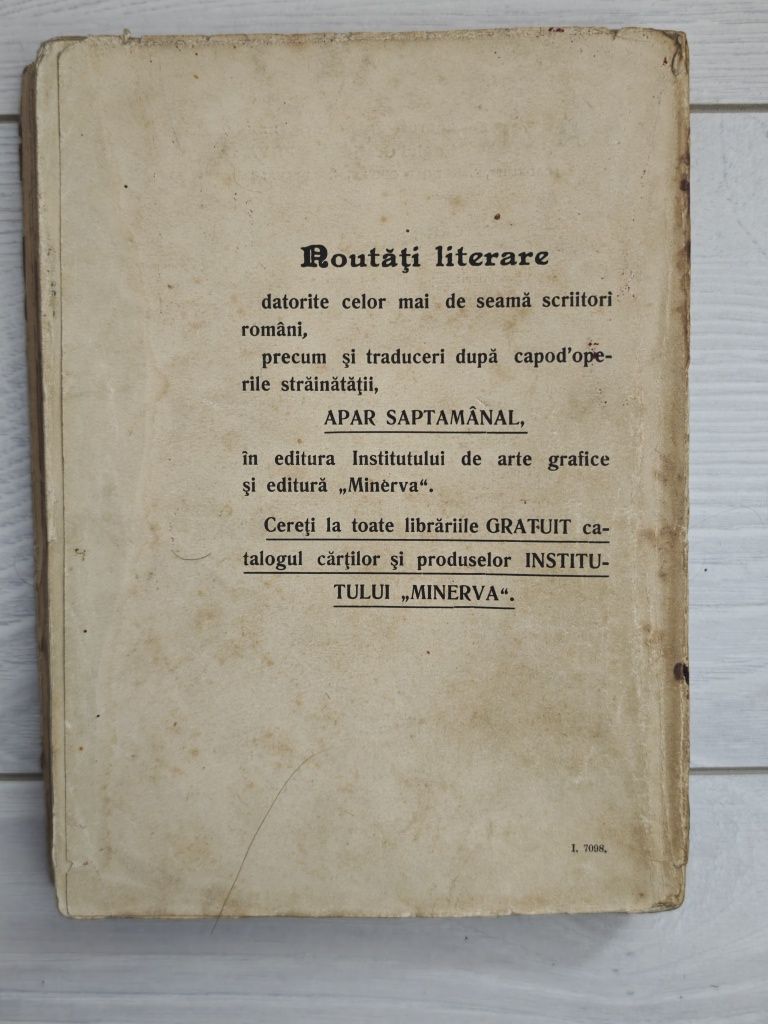 Noutăţi literare
datorite celor mai de seamă scriitori
români,
precum şi traduceri după capod'ope-
rile străinătăţii,
APAR SAPTAMÂNAL,
în editura Institutului de arte grafice
şi editură „Minerva“.
Cereţi la toate librăriile GRATUIT ca-
talogul cărţilor şi produselor INSTITU-
TULUI „MINERVA“.
I. 7098.